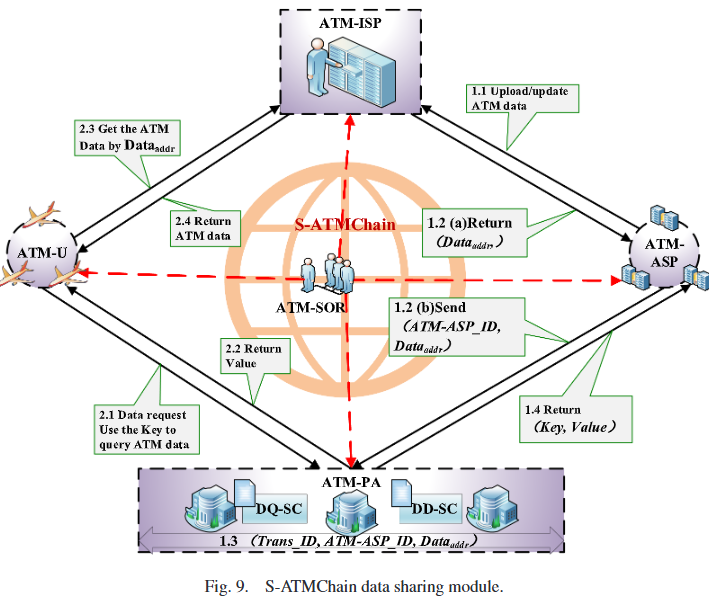 ATM-ISP
1.1 Upload/update
ATM data
2.3 Get the ATM
Data by Dataaddr
2.4 Return
ATM data
S-ATMChain
1.2 (a)Return
(Dataaddr,)
ATM-U
ATM-
ASP
ATM-SOR
1.2 (b)Send
(ATM-ASP_ID,
Dataaddr,)
2.2 Return
Value
2.1 Data request
Use the Key to
query ATM data
1.4 Return
(Key, Value)
ATM-PA
DQ-SC
DD-SC
1.3 (Trans_ID, ATM-ASP_ID, Dataaddr)
Fig. 9. S-ATMChain data sharing module.